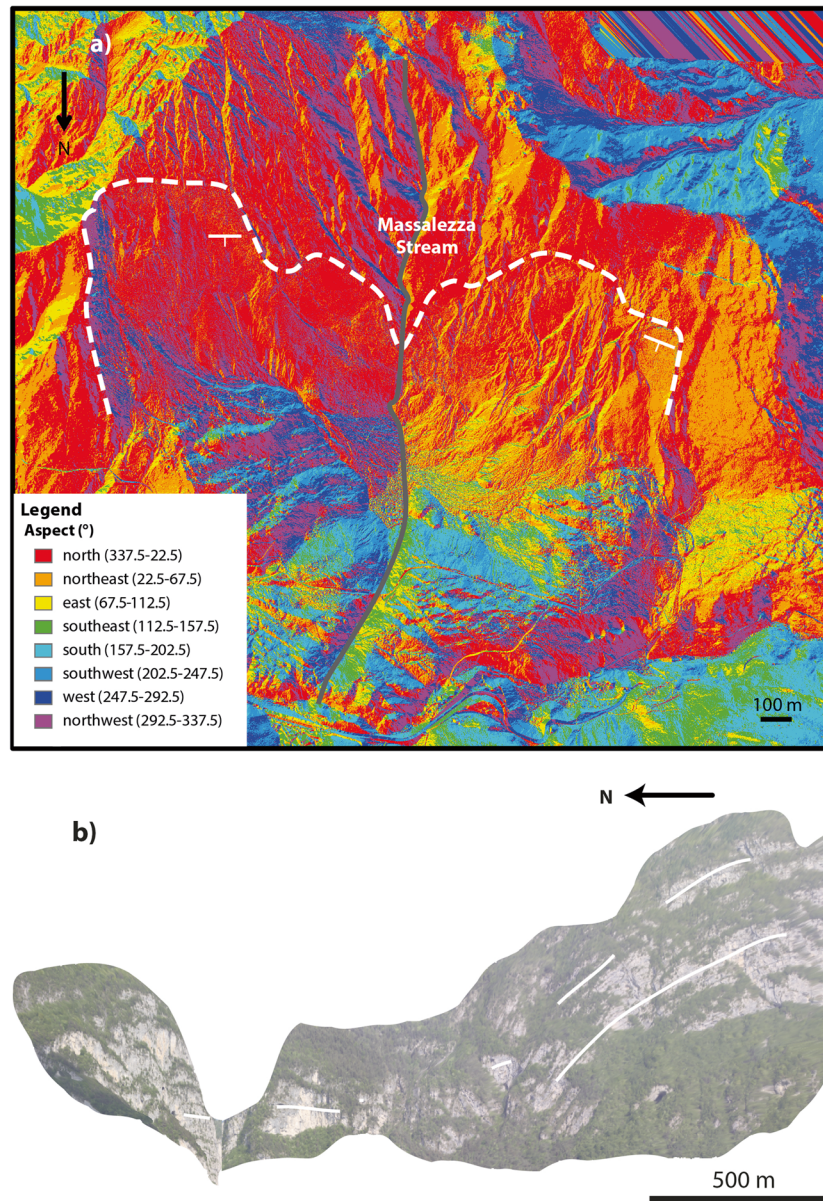 a)
N
Massalezza
Stream
Legend
Aspect (°)
north (337.5-22.5)
northeast (22.5-67.5)
east (67.5-112.5)
southeast (112.5-157.5)
south (157.5-202.5)
southwest (202.5-247.5)
west (247.5-292.5)
northwest (292.5-337.5)
100 m
b)
N
500 m